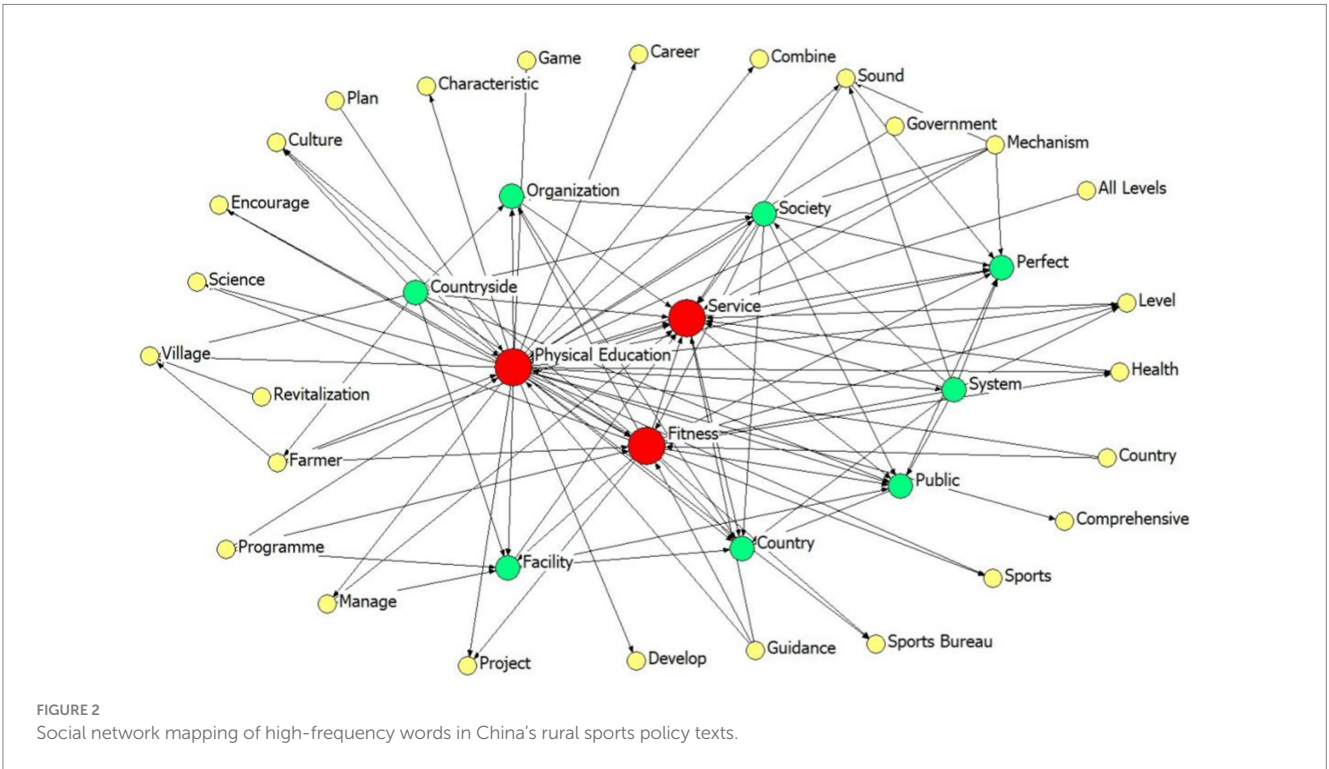 Game
Career
Combine
Sound
Characteristic
Plan
Government
Culture
Mechanism
All Levels
Organization
Encourage
Society
Perfect
Science
Countryside
Level
Service
Village
Physical Education
Health
System
Revitalization
Fitness
Farmer
Country
Public
Comprehensive
Programme
Country
Facility
Sports
Manage
Sports Bureau
Guidance
Develop
Project
FIGURE 2
Social network mapping of high-frequency words in China's rural sports policy texts.